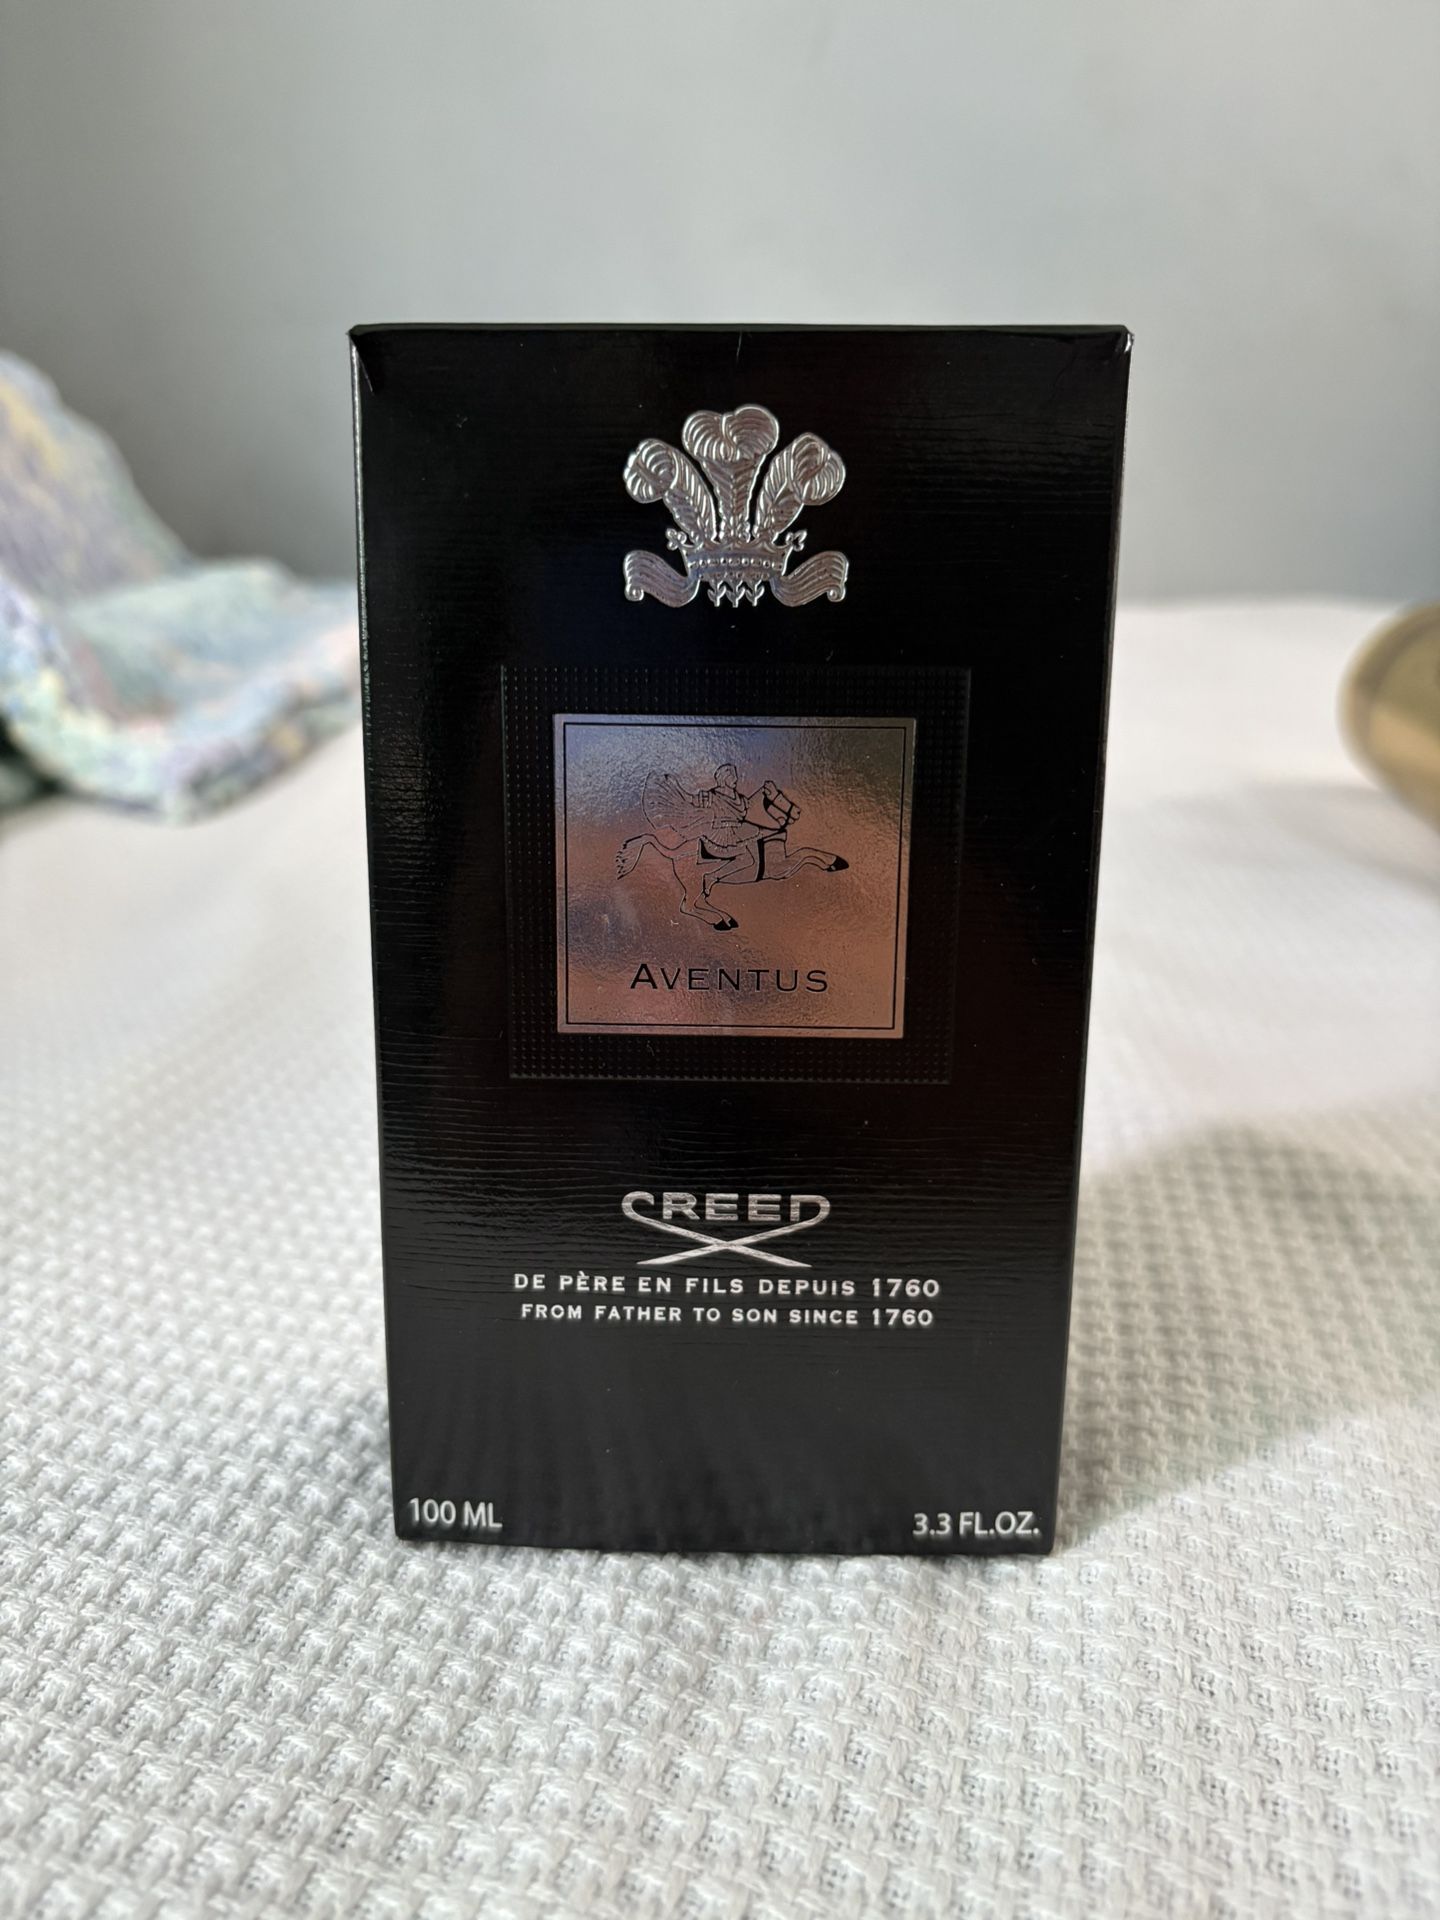 AVENTUS
CREED
DE PÈRE EN FILS DEPUIS 1760
FROM FATHER TO SON SINCE 1760
100 ML
3.3 FL.OZ.